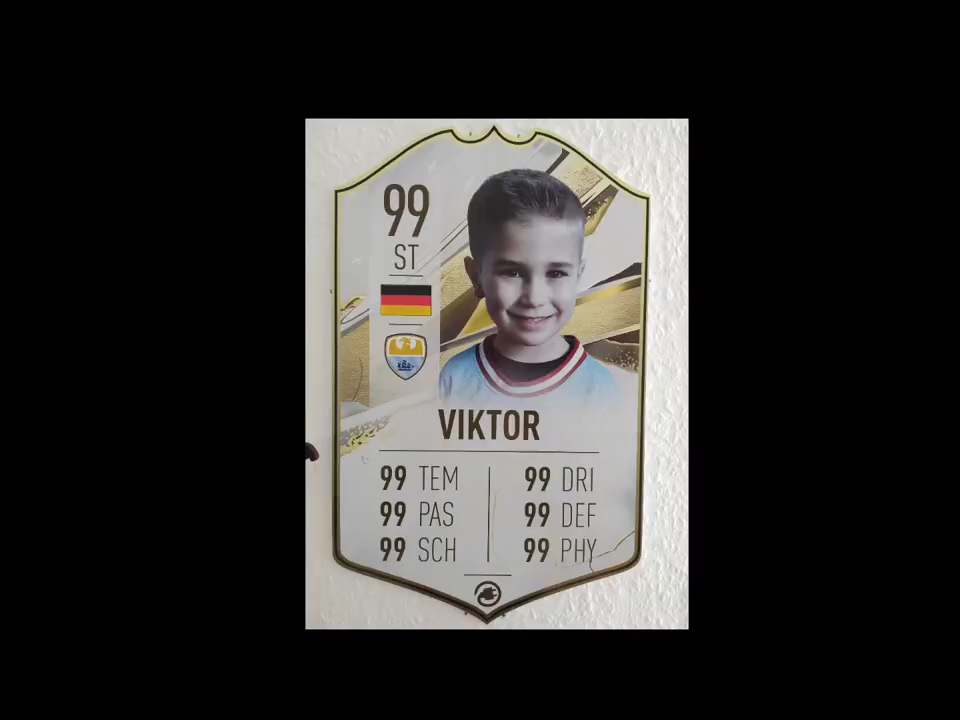 99
ST
VIKTOR
99 TEM 99 DRI
99 PAS 99 DEF
99 SCH 99 PHY